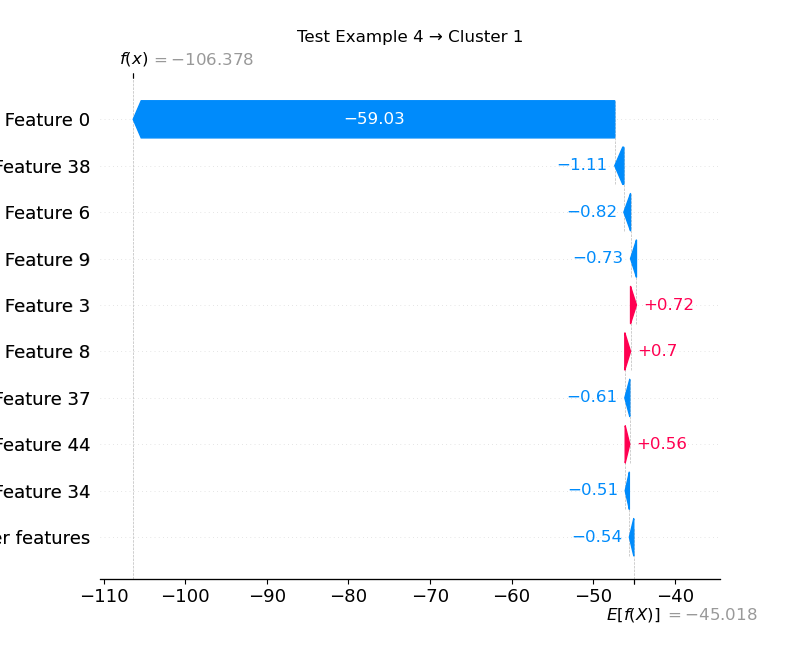 Test Example 4 → Cluster 1
f(x) = −106.378
Feature 0 −59.03
Feature 38 −1.11
Feature 6 −0.82
Feature 9 −0.73
Feature 3 +0.72
Feature 8 +0.7
Feature 37 −0.61
Feature 44 +0.56
Feature 34 −0.51
features −0.54
−110 −100 −90 −80 −70 −60 −50 −40
E[f(X)] = −45.018